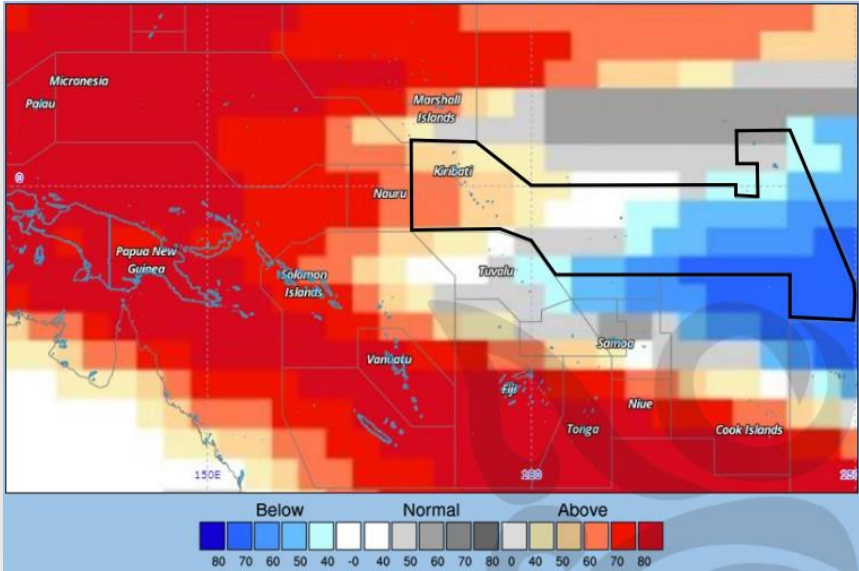 Micronesia
Palau
Marshall
Islands
0
Kiribati
Nauru
Papua New
Guinea
Solomon
Islands
Tuvalu
Samoa
Vanuatu
Fiji
Niue
Tonga
Cook Islands
150E
180
Below Normal Above
80 70 60 50 40 -0 40 50 60 70 80 0 40 50 60 70 80